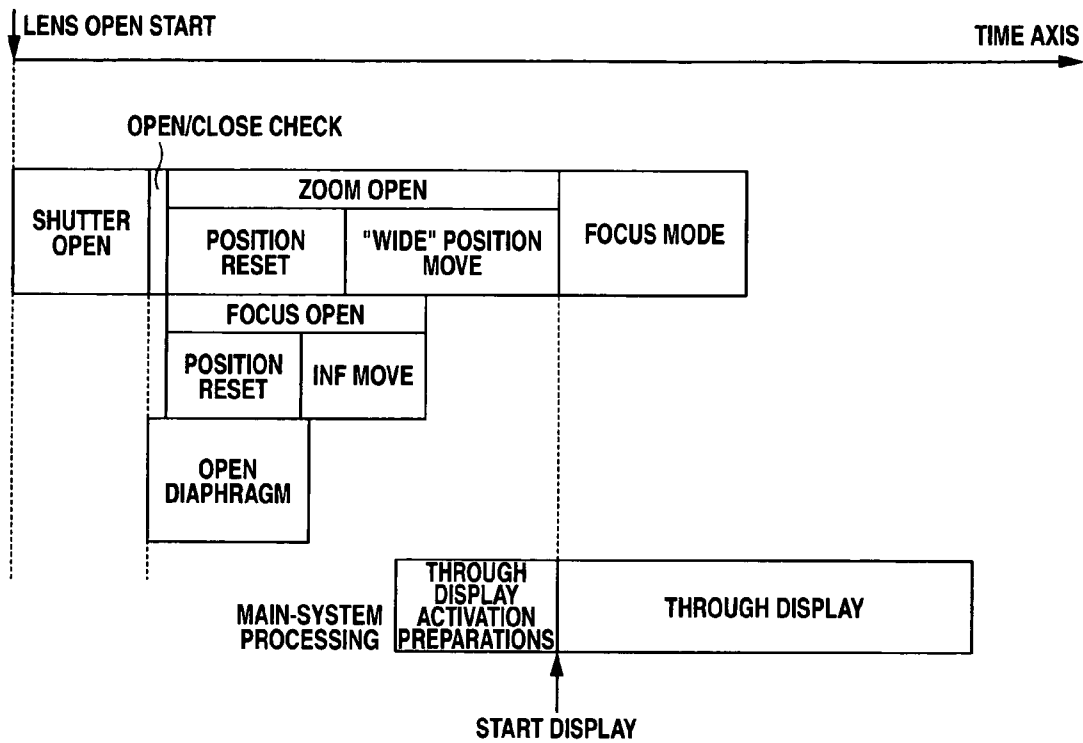 LENS OPEN START
TIME AXIS
OPEN/CLOSE CHECK
SHUTTER
OPEN
ZOOM OPEN
POSITION
RESET
"WIDE" POSITION
MOVE
FOCUS MODE
FOCUS OPEN
POSITION
RESET
INF MOVE
OPEN
DIAPHRAGM
MAIN-SYSTEM
PROCESSING
THROUGH
DISPLAY
ACTIVATION
PREPARATIONS
THROUGH DISPLAY
START DISPLAY